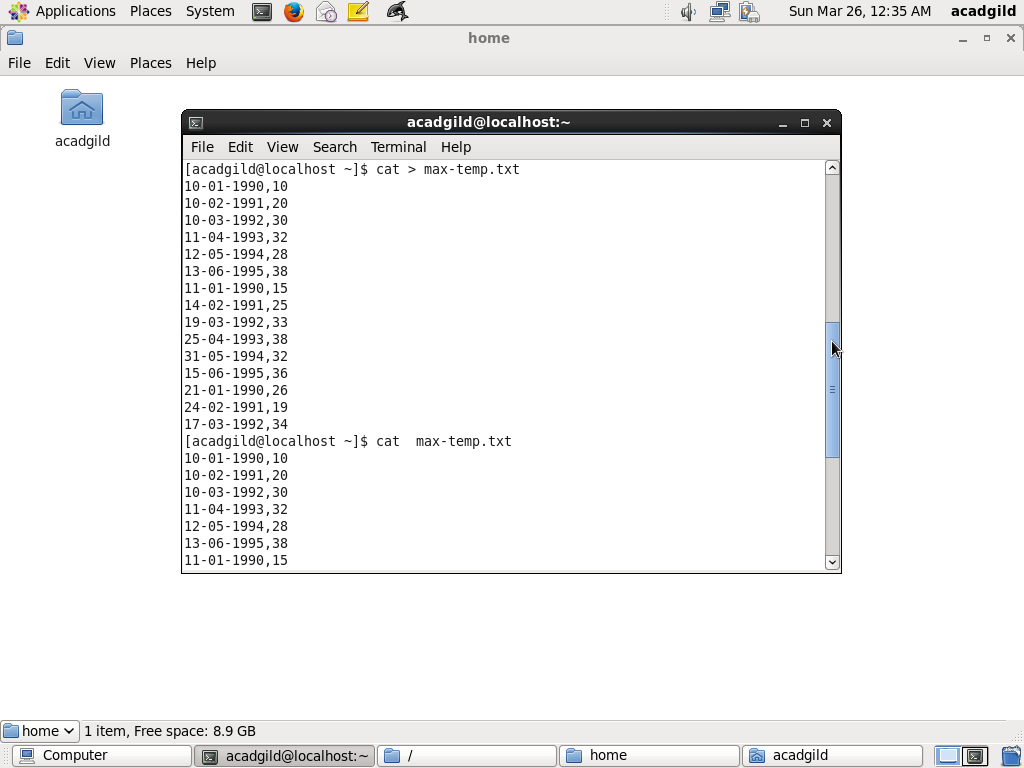 Applications Places System Sun Mar 26, 12:35 AM acadgild
home
File Edit View Places Help
acadgild
acadgild@localhost:~
File Edit View Search Terminal Help
[acadgild@localhost ~]$ cat > max-temp.txt
10-01-1990,10
10-02-1991,20
10-03-1992,30
11-04-1993,32
12-05-1994,28
13-06-1995,38
11-01-1990,15
14-02-1991,25
19-03-1992,33
25-04-1993,38
31-05-1994,32
15-06-1995,36
21-01-1990,26
24-02-1991,19
17-03-1992,34
[acadgild@localhost ~]$ cat  max-temp.txt
10-01-1990,10
10-02-1991,20
10-03-1992,30
11-04-1993,32
12-05-1994,28
13-06-1995,38
11-01-1990,15
home 1 item, Free space: 8.9 GB
Computer acadgild@localhost:~ / home acadgild